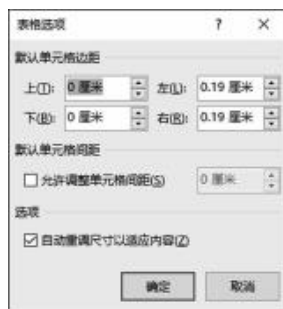 表格选项 ? ×
默认单元格边距
上(T): 0 厘米 左(L): 0.19 厘米
下(B): 0 厘米 右(R): 0.19 厘米
默认单元格间距
允许调整单元格间距(S) 0 厘米
选项
自动重调尺寸以适应内容(Z)
确定 取消